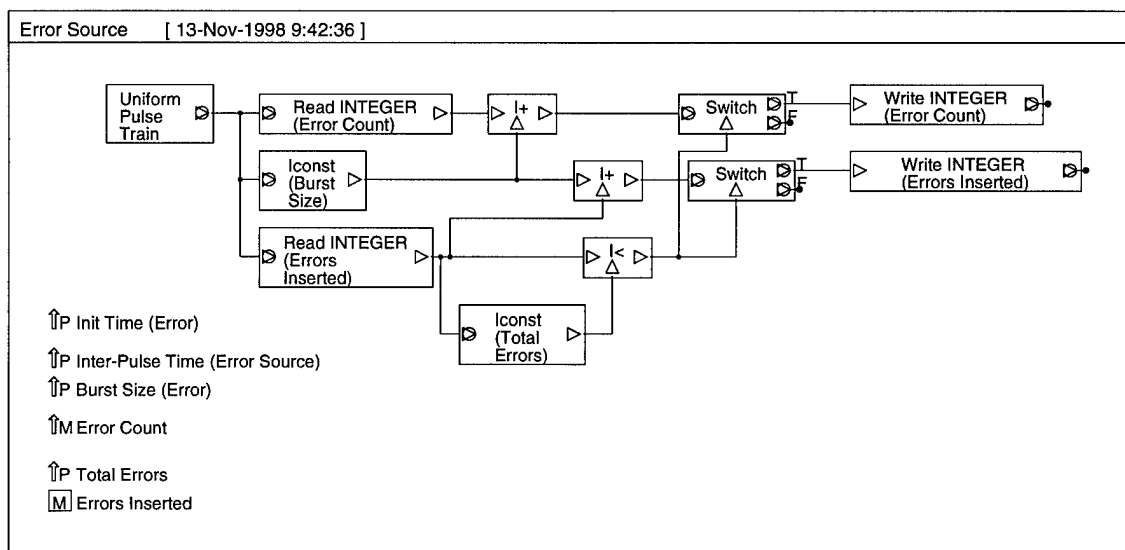 Error Source [ 13-Nov-1998 9:42:36 ]
Uniform
Pulse
Train
Read INTEGER
(Error Count)
I+
Switch
T
F
Write INTEGER
(Error Count)
Iconst
(Burst
Size)
I+
Switch
T
F
Write INTEGER
(Errors Inserted)
Read INTEGER
(Errors
Inserted)
I<
Iconst
(Total
Errors)
⇑P Init Time (Error)
⇑P Inter-Pulse Time (Error Source)
⇑P Burst Size (Error)
⇑M Error Count
⇑P Total Errors
M Errors Inserted